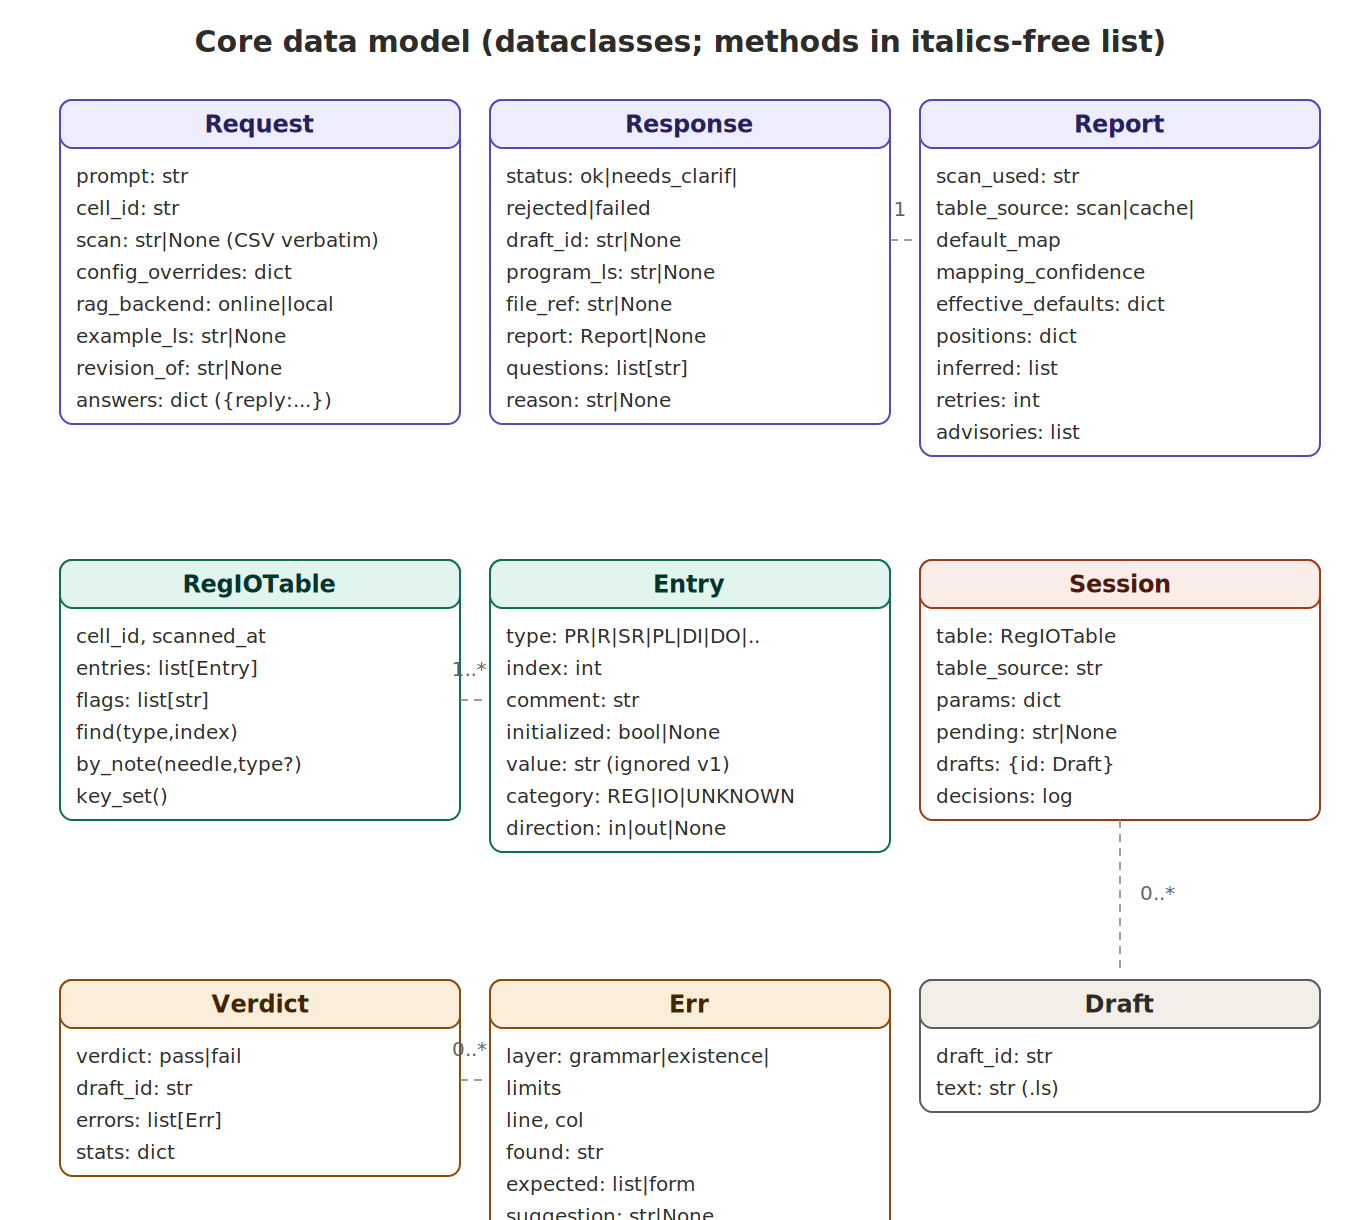 Core data model (dataclasses; methods in italics-free list)
Request
prompt: str
cell_id: str
scan: str|None (CSV verbatim)
config_overrides: dict
rag_backend: online|local
example_ls: str|None
revision_of: str|None
answers: dict ({reply:...})
Response
status: ok|needs_clarif|
rejected|failed
draft_id: str|None
program_ls: str|None
file_ref: str|None
report: Report|None
questions: list[str]
reason: str|None
1
Report
scan_used: str
table_source: scan|cache|
default_map
mapping_confidence
effective_defaults: dict
positions: dict
inferred: list
retries: int
advisories: list
RegIOTable
cell_id, scanned_at
entries: list[Entry]
flags: list[str]
find(type,index)
by_note(needle,type?)
key_set()
1..*
Entry
type: PR|R|SR|PL|DI|DO|..
index: int
comment: str
initialized: bool|None
value: str (ignored v1)
category: REG|IO|UNKNOWN
direction: in|out|None
Session
table: RegIOTable
table_source: str
params: dict
pending: str|None
drafts: {id: Draft}
decisions: log
0..*
Verdict
verdict: pass|fail
draft_id: str
errors: list[Err]
stats: dict
0..*
Err
layer: grammar|existence|
limits
line, col
found: str
expected: list|form
suggestion: str|None
Draft
draft_id: str
text: str (.ls)